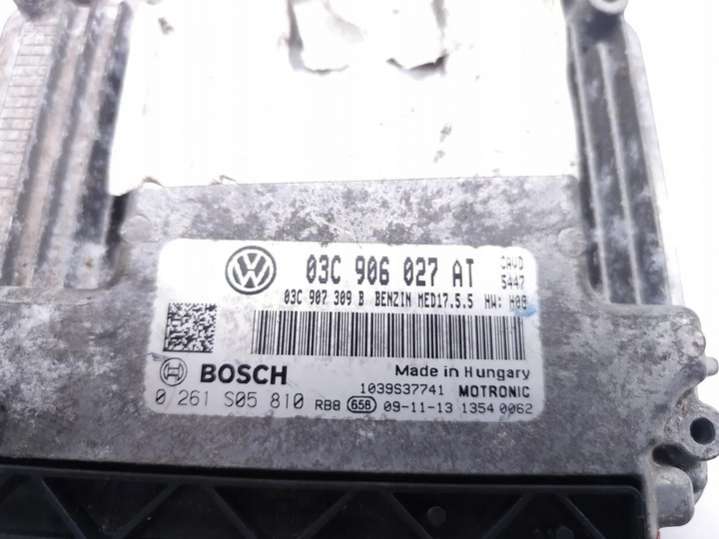 03C 906 027 AT CAVD
5447
03C 907 309 B BENZIN MED17.5.5 HW: H09
Made in Hungary
BOSCH 1039S37741 MOTRONIC
0 261 S05 810 RBB 658 09-11-13 1354 0062